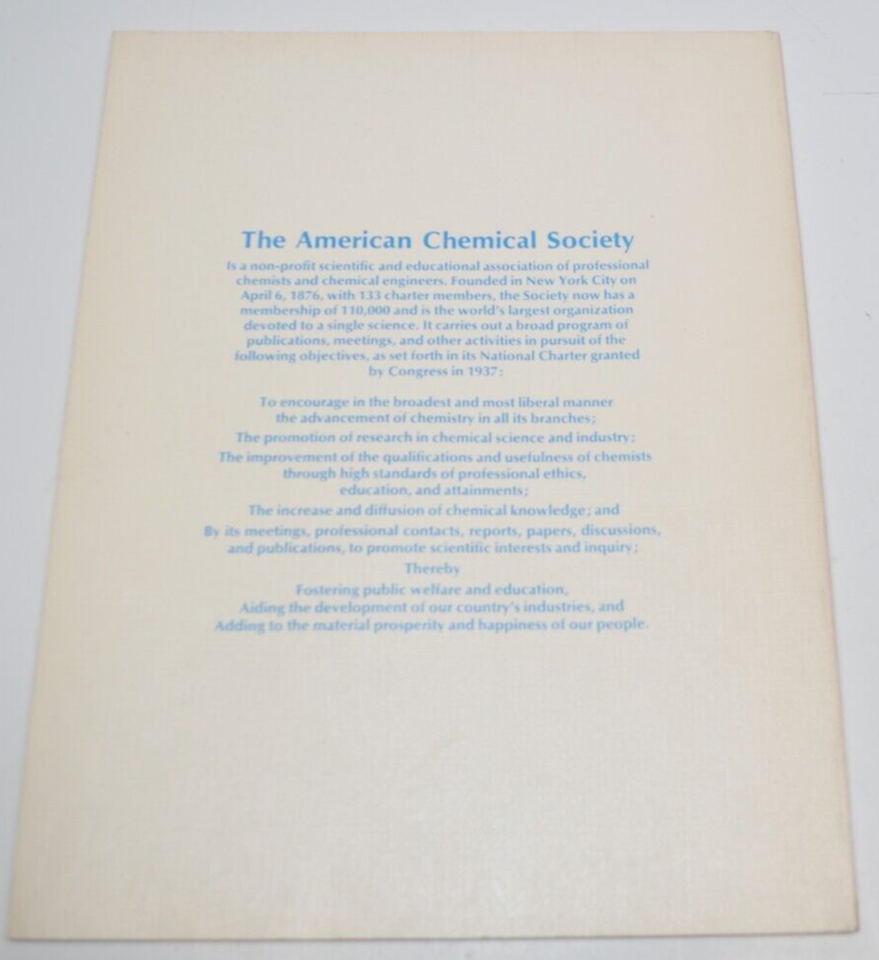 The American Chemical Society
Is a non-profit scientific and educational association of professional
chemists and chemical engineers. Founded in New York City on
April 6, 1876, with 133 charter members, the Society now has a
membership of 110,000 and is the world's largest organization
devoted to a single science. It carries out a broad program of
publications, meetings, and other activities in pursuit of the
following objectives, as set forth in its National Charter granted
by Congress in 1937:
To encourage in the broadest and most liberal manner
the advancement of chemistry in all its branches;
The promotion of research in chemical science and industry;
The improvement of the qualifications and usefulness of chemists
through high standards of professional ethics,
education, and attainments;
The increase and diffusion of chemical knowledge; and
By its meetings, professional contacts, reports, papers, discussions,
and publications, to promote scientific interests and inquiry;
Thereby
Fostering public welfare and education,
Aiding the development of our country's industries, and
Adding to the material prosperity and happiness of our people.